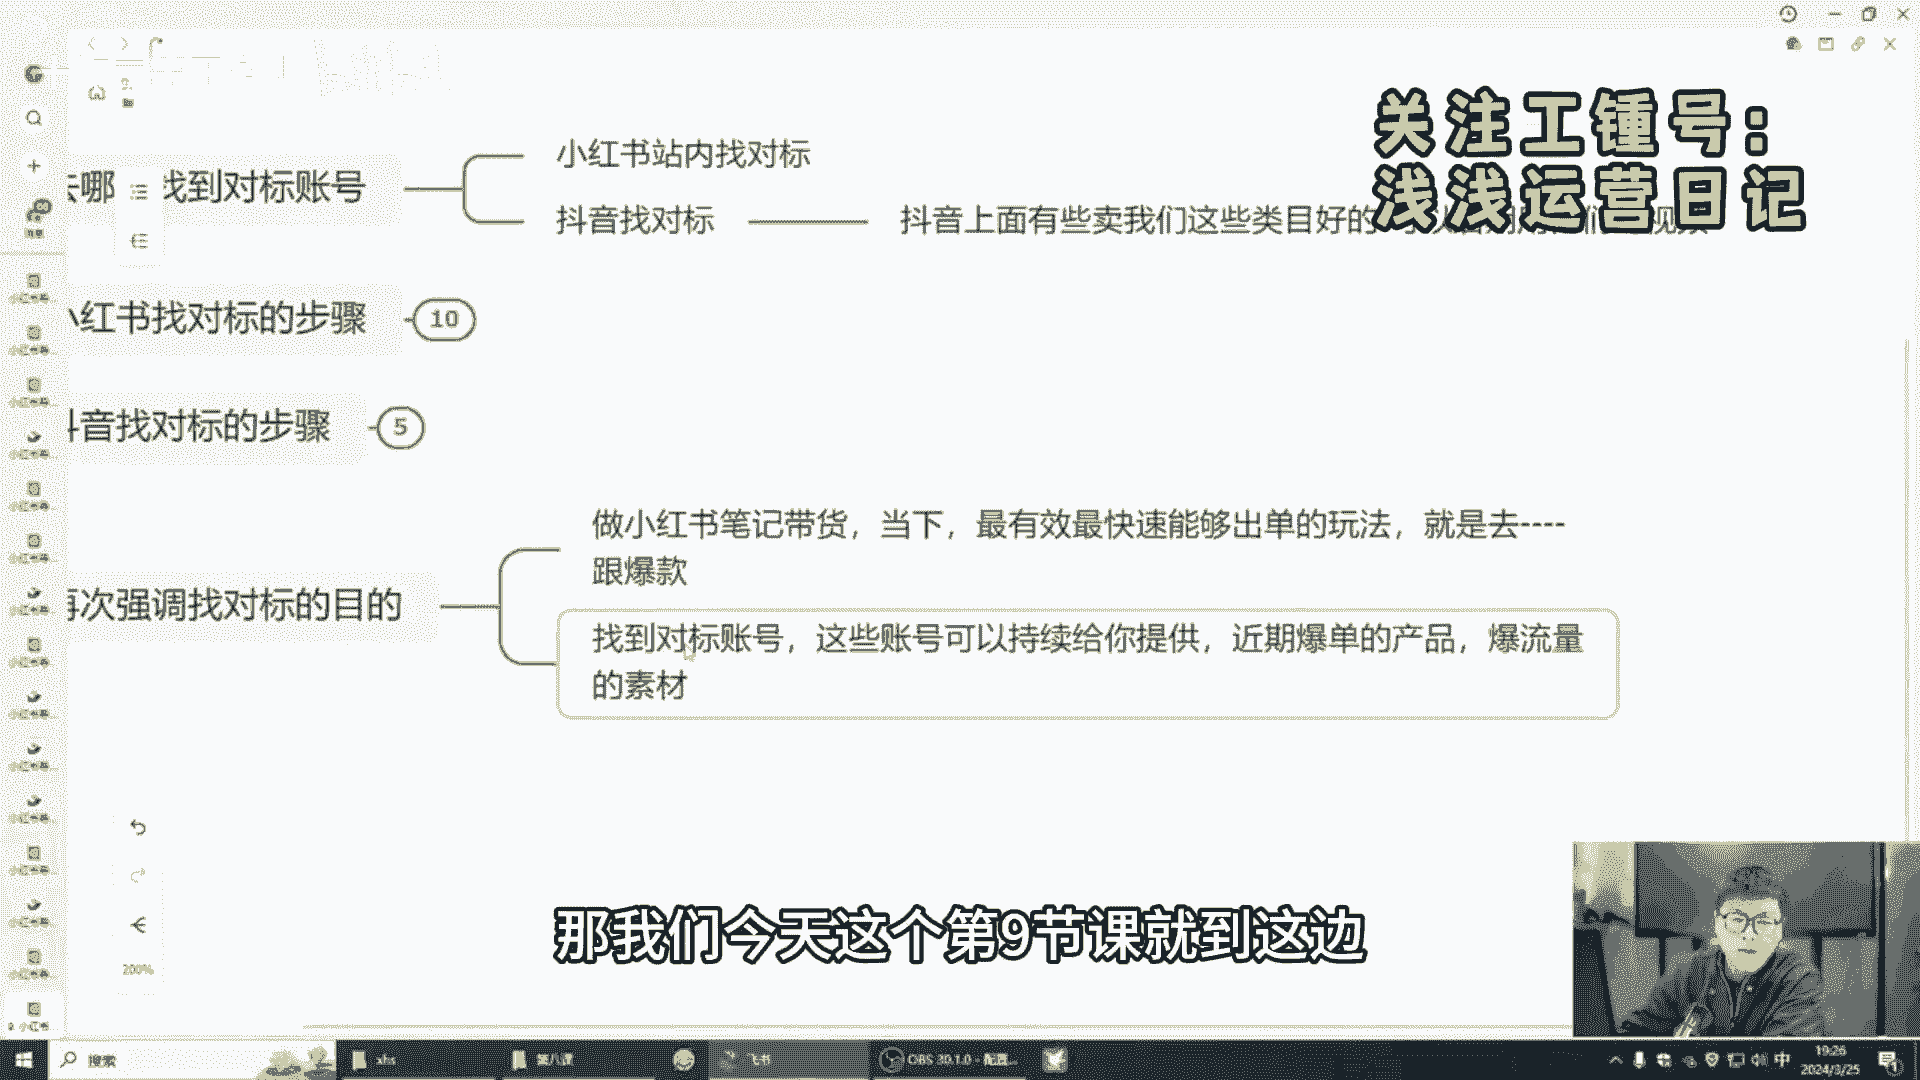 关注工锺号：
浅浅运营日记
小红书站内找对标
找到对标账号
抖音找对标
抖音上面有些卖我们这些类目好的
红书找对标的步骤
10
音找对标的步骤
5
做小红书笔记带货，当下，最有效最快速能够出单的玩法，就是去----
跟爆款
次强调找对标的目的
找到对标账号，这些账号可以持续给你提供，近期爆单的产品，爆流量
的素材
200%
那我们今天这个第9节课就到这边
搜索
xhs
第八课
飞书
OBS 30.1.0 - 配置...
中
19:26
2024/3/25